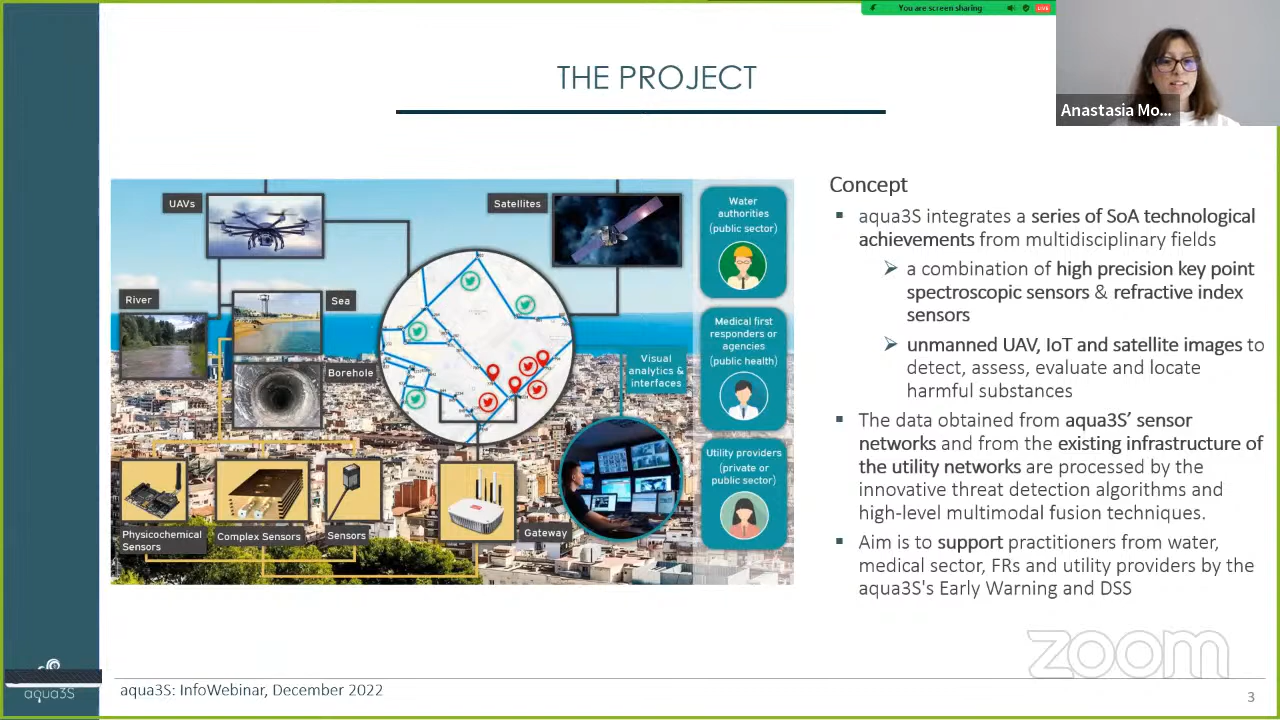 You are screen sharing
LIVE
THE PROJECT
Anastasia Mo...
UAVs
Satellites
River
Sea
Borehole
Physicochemical
Sensors
Complex Sensors
Sensors
Gateway
Visual
analytics &
interfaces
Water
authorities
(public sector)
Medical first
responders or
agencies
(public health)
Utility providers
(private or
public sector)
Concept
▪ aqua3S integrates a series of SoA technological
achievements from multidisciplinary fields
➢ a combination of high precision key point
spectroscopic sensors & refractive index
sensors
➢ unmanned UAV, IoT and satellite images to
detect, assess, evaluate and locate
harmful substances
▪ The data obtained from aqua3S’ sensor
networks and from the existing infrastructure of
the utility networks are processed by the
innovative threat detection algorithms and
high-level multimodal fusion techniques.
▪ Aim is to support practitioners from water,
medical sector, FRs and utility providers by the
aqua3S's Early Warning and DSS
zoom
aqua3S
aqua3S: InfoWebinar, December 2022
3